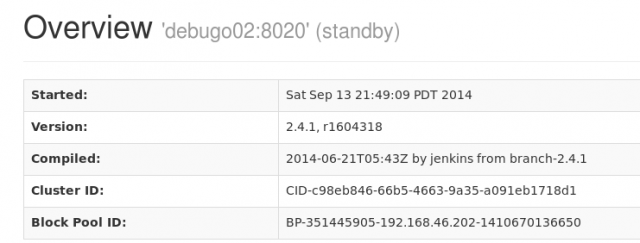 Overview 'debugo02:8020' (standby)
Started: Sat Sep 13 21:49:09 PDT 2014
Version: 2.4.1, r1604318
Compiled: 2014-06-21T05:43Z by jenkins from branch-2.4.1
Cluster ID: CID-c98eb846-66b5-4663-9a35-a091eb1718d1
Block Pool ID: BP-351445905-192.168.46.202-1410670136650